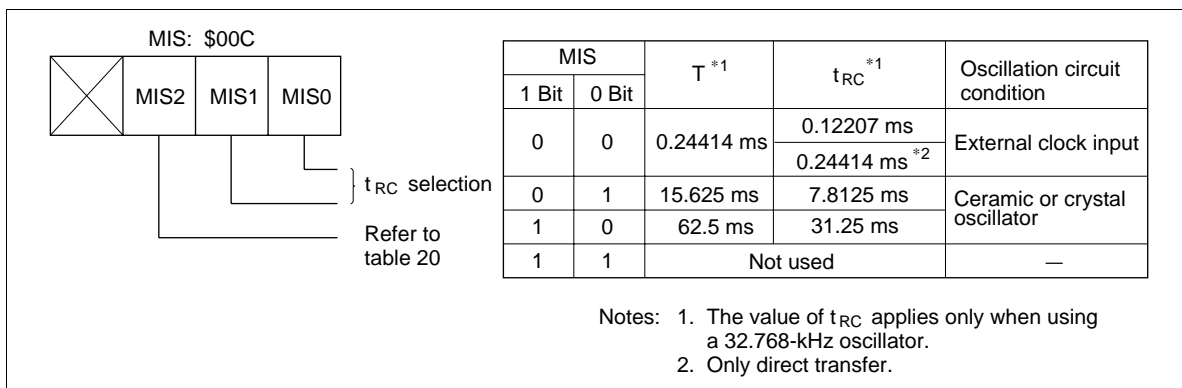 MIS: $00C
MIS2 MIS1 MIS0
t RC selection
Refer to
table 20
MIS T *1 t RC *1 Oscillation circuit
condition
1 Bit 0 Bit
0 0 0.24414 ms 0.12207 ms External clock input
0.24414 ms *2
0 1 15.625 ms 7.8125 ms Ceramic or crystal
oscillator
1 0 62.5 ms 31.25 ms
1 1 Not used —
Notes: 1. The value of t RC applies only when using
a 32.768-kHz oscillator.
2. Only direct transfer.